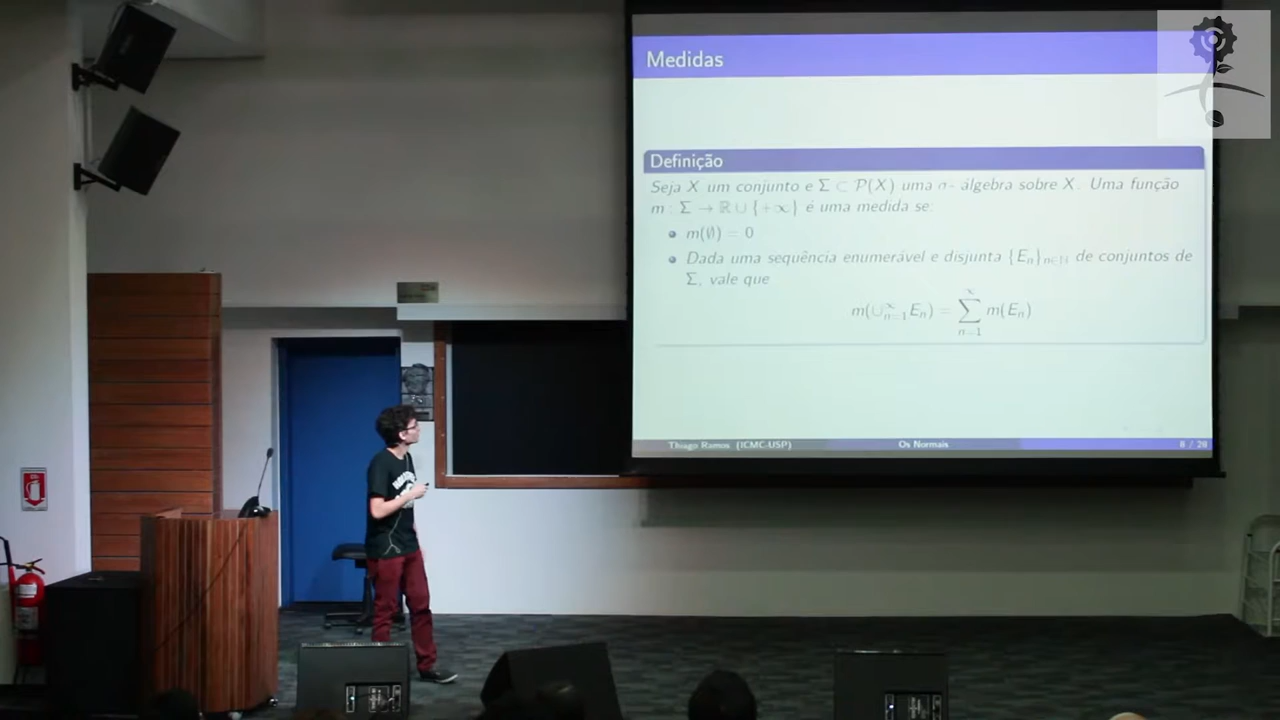 Medidas
Definição
Seja X um conjunto e Σ ⊂ P(X) uma σ- álgebra sobre X. Uma função
m : Σ → ℝ ∪ {+∞} é uma medida se:
m(∅) = 0
Dada uma sequência enumerável e disjunta {Eₙ}ₙ∈ℕ de conjuntos de
Σ, vale que
m(∪ₙ₌₁^∞ Eₙ) = ∑ₙ₌₁^∞ m(Eₙ)
Thiago Ramos (ICMC-USP) Os Normais 8 / 28